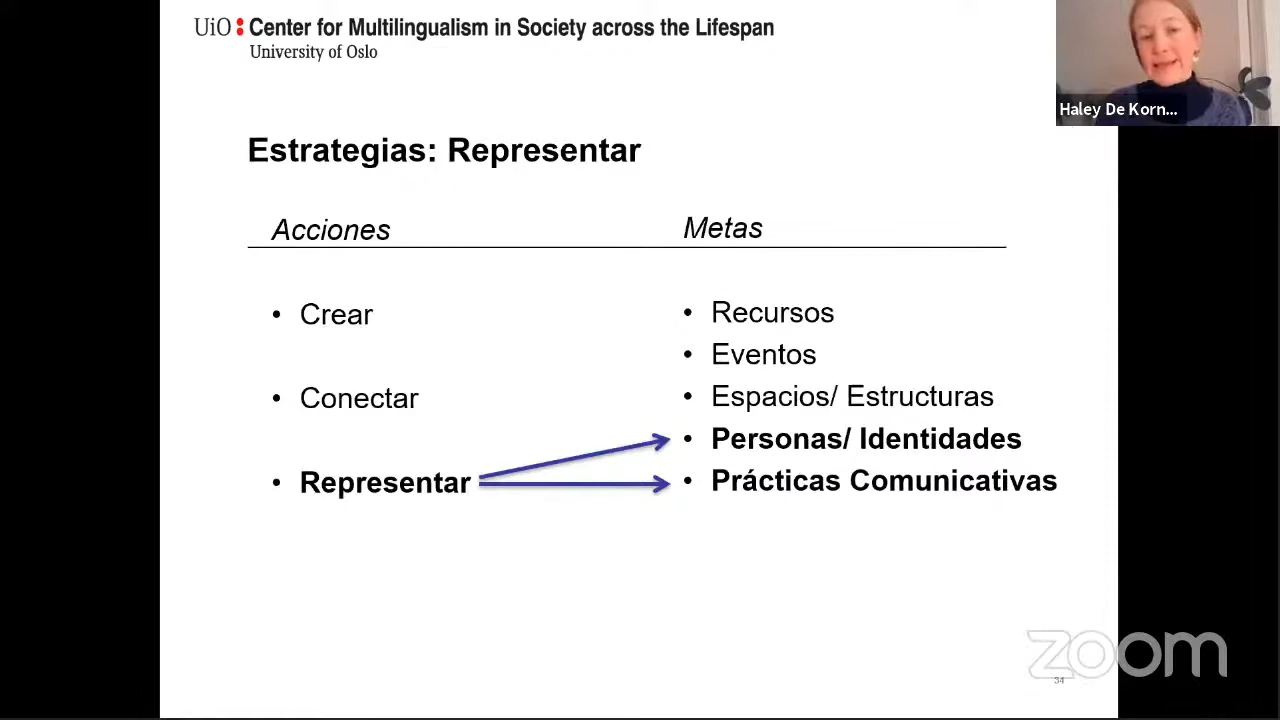 UiO: Center for Multilingualism in Society across the Lifespan
University of Oslo
Haley De Korn...
Estrategias: Representar
Acciones
Metas
• Crear
• Conectar
• Representar
• Recursos
• Eventos
• Espacios/ Estructuras
• Personas/ Identidades
• Prácticas Comunicativas
zoom
34